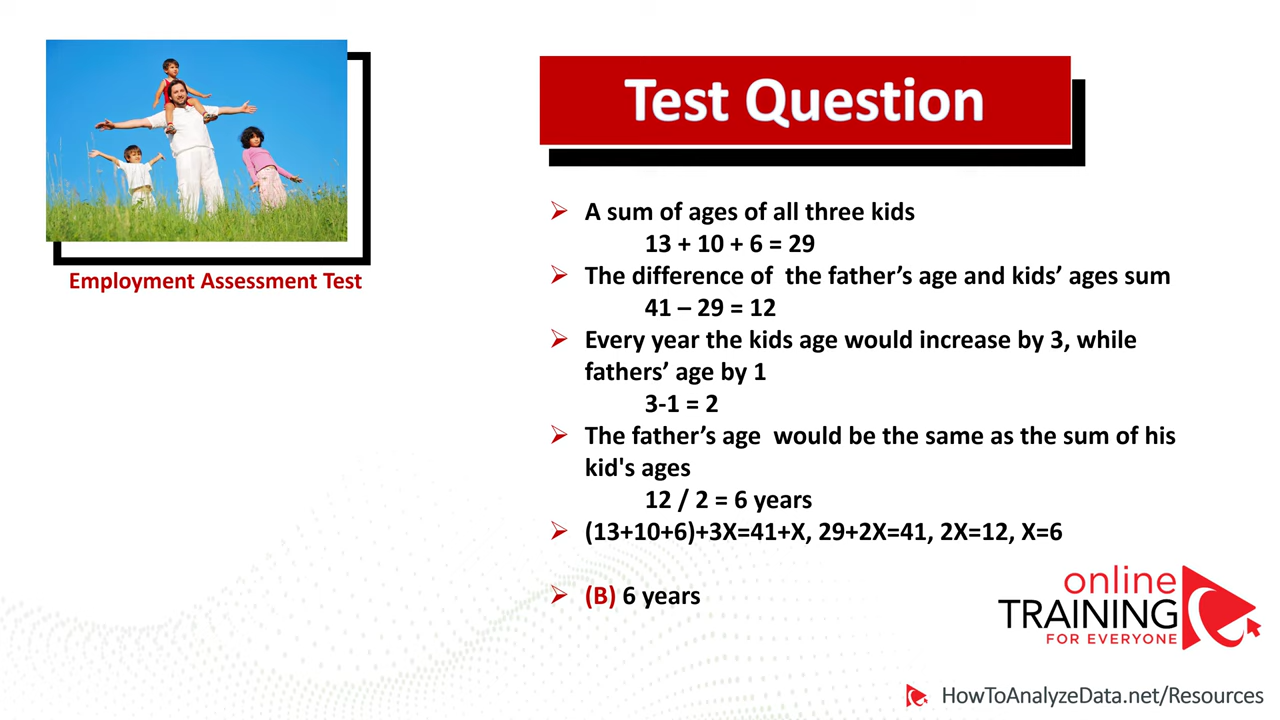 Test Question
Employment Assessment Test
➢ A sum of ages of all three kids
13 + 10 + 6 = 29
➢ The difference of  the father’s age and kids’ ages sum
41 – 29 = 12
➢ Every year the kids age would increase by 3, while
fathers’ age by 1
3-1 = 2
➢ The father’s age  would be the same as the sum of his
kid's ages
12 / 2 = 6 years
➢ (13+10+6)+3X=41+X, 29+2X=41, 2X=12, X=6
➢ (B) 6 years
online
TRAINING
FOR EVERYONE
HowToAnalyzeData.net/Resources